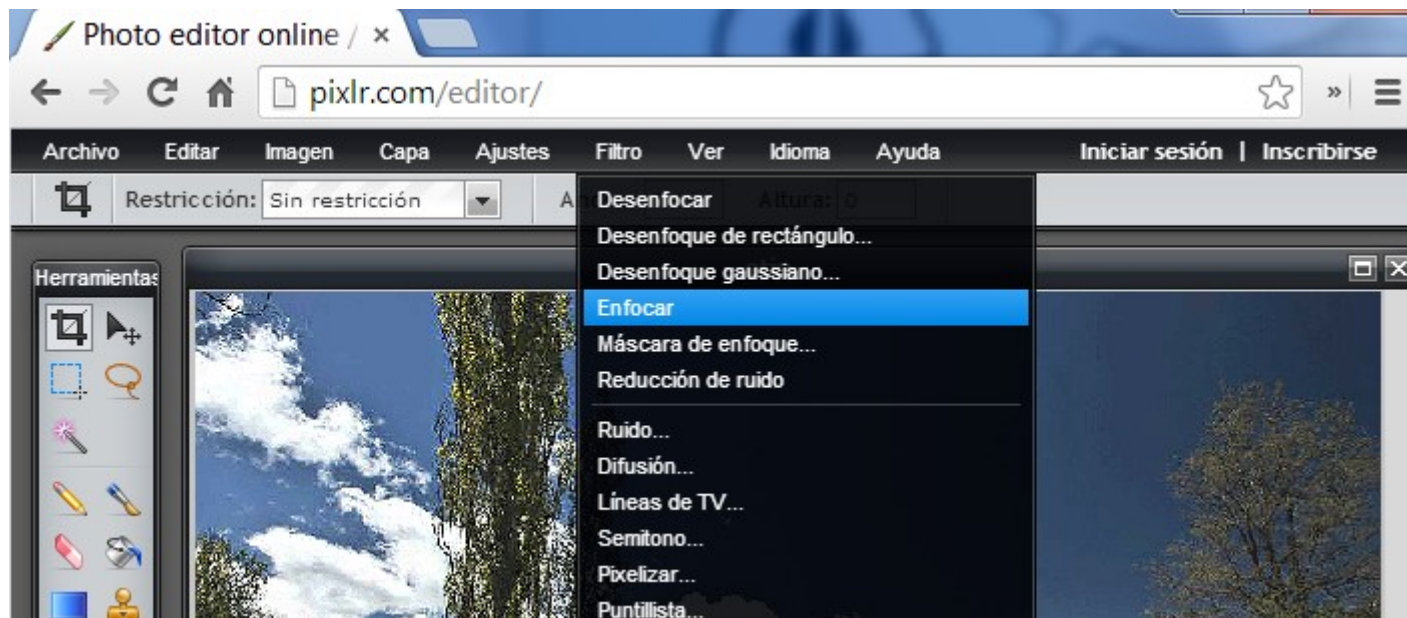 Photo editor online / ×
pixlr.com/editor/
Archivo Editar Imagen Capa Ajustes Filtro Ver Idioma Ayuda Iniciar sesión | Inscribirse
Restricción: Sin restricción Altura: 0
Herramientas
Desenfocar
Desenfoque de rectángulo...
Desenfoque gaussiano...
Enfocar
Máscara de enfoque...
Reducción de ruido
Ruido...
Difusión...
Líneas de TV...
Semitono...
Pixelizar...
Puntillista...